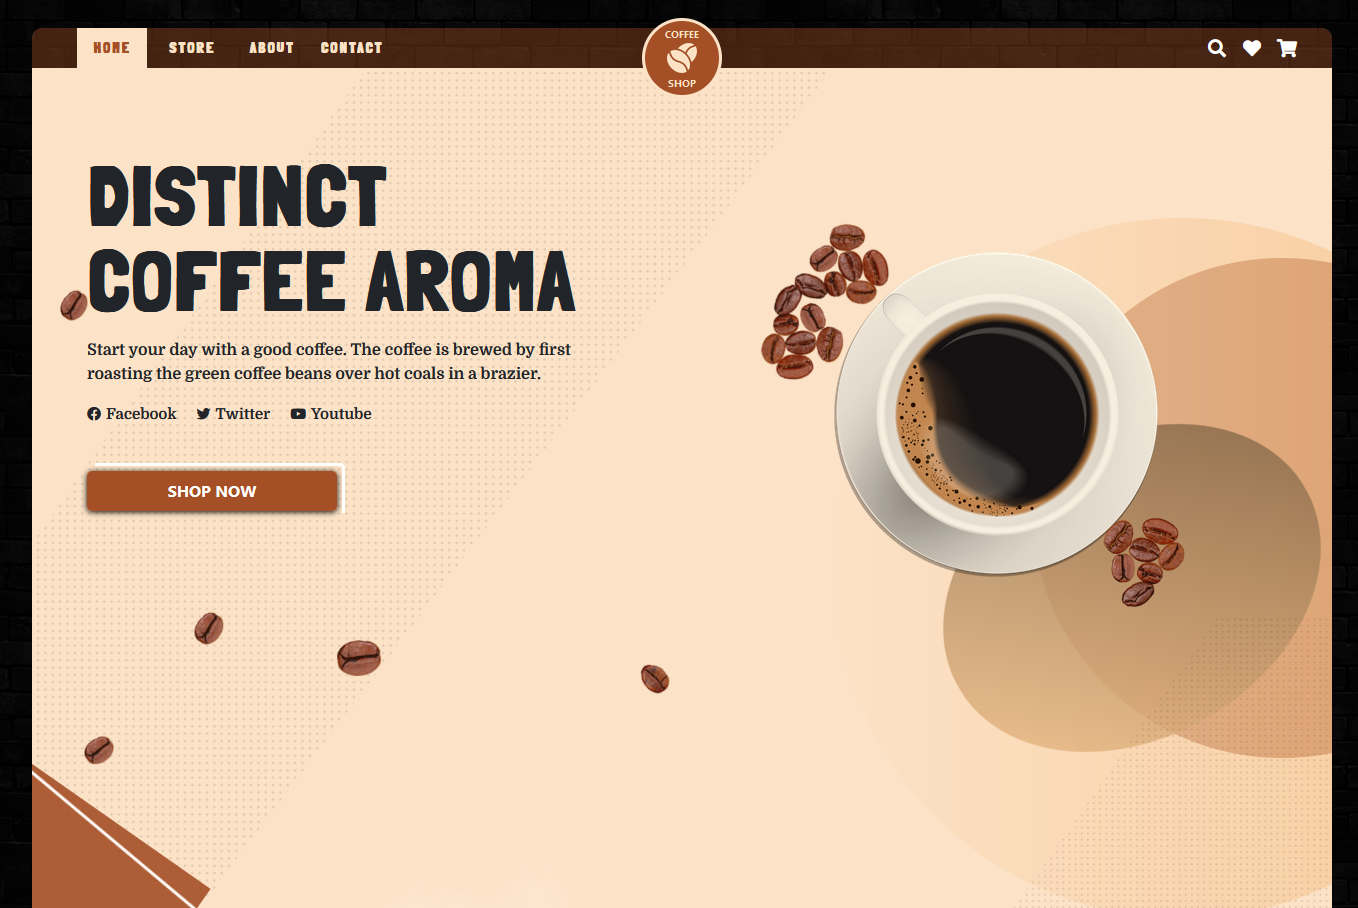 HOME STORE ABOUT CONTACT
COFFEE
SHOP
DISTINCT
COFFEE AROMA
Start your day with a good coffee. The coffee is brewed by first
roasting the green coffee beans over hot coals in a brazier.
Facebook Twitter Youtube
SHOP NOW